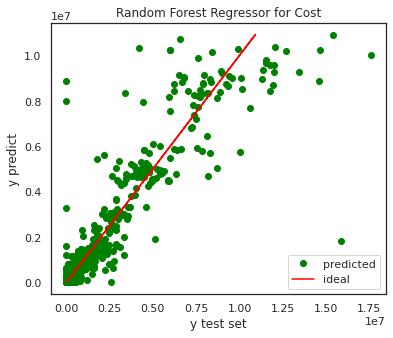 Random Forest Regressor for Cost
1e7
1.0
0.8
0.6
0.4
0.2
0.0
y predict
0.00
0.25
0.50
0.75
1.00
1.25
1.50
1.75
1e7
y test set
predicted
ideal